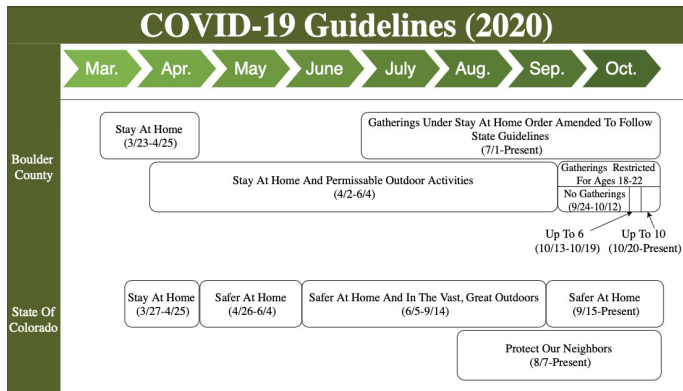 COVID-19 Guidelines (2020)
Mar.
Apr.
May
June
July
Aug.
Sep.
Oct.
Boulder
County
Stay At Home
(3/23-4/25)
Gatherings Under Stay At Home Order Amended To Follow
State Guidelines
(7/1-Present)
Stay At Home And Permissable Outdoor Activities
(4/2-6/4)
Gatherings Restricted
For Ages 18-22
No Gatherings
(9/24-10/12)
Up To 6
(10/13-10/19)
Up To 10
(10/20-Present)
State Of
Colorado
Stay At Home
(3/27-4/25)
Safer At Home
(4/26-6/4)
Safer At Home And In The Vast, Great Outdoors
(6/5-9/14)
Safer At Home
(9/15-Present)
Protect Our Neighbors
(8/7-Present)